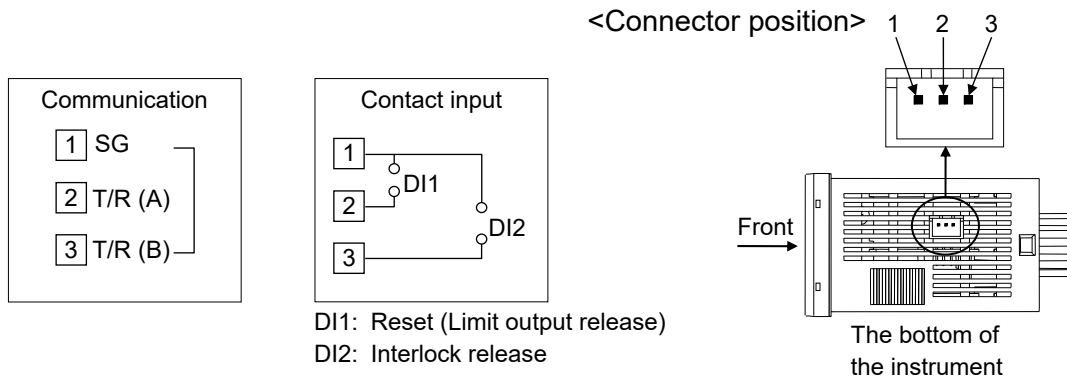 <Connector position>
1 2 3
Communication
1 SG
2 T/R (A)
3 T/R (B)
Contact input
1
DI1
2
DI2
3
DI1: Reset (Limit output release)
DI2: Interlock release
Front
The bottom of
the instrument